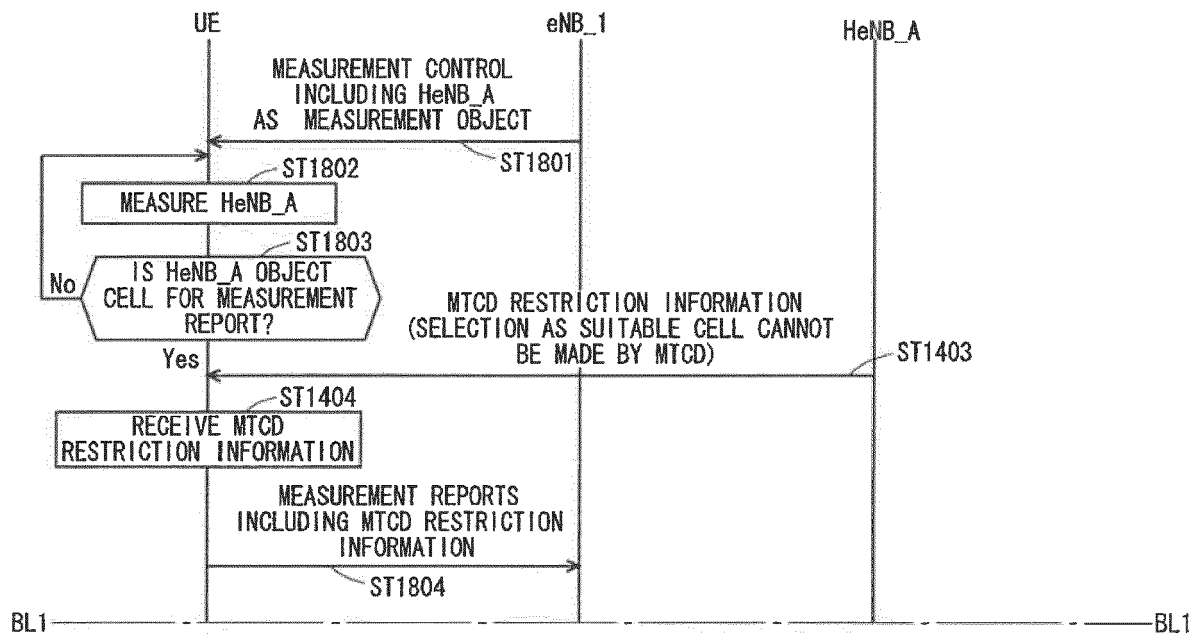 UE
eNB_1
HeNB_A
MEASUREMENT CONTROL
INCLUDING HeNB_A
AS MEASUREMENT OBJECT
ST1801
ST1802
MEASURE HeNB_A
ST1803
IS HeNB_A OBJECT
CELL FOR MEASUREMENT
REPORT?
No
Yes
MTCD RESTRICTION INFORMATION
(SELECTION AS SUITABLE CELL CANNOT
BE MADE BY MTCD)
ST1403
ST1404
RECEIVE MTCD
RESTRICTION INFORMATION
MEASUREMENT REPORTS
INCLUDING MTCD RESTRICTION
INFORMATION
ST1804
BL1
BL1